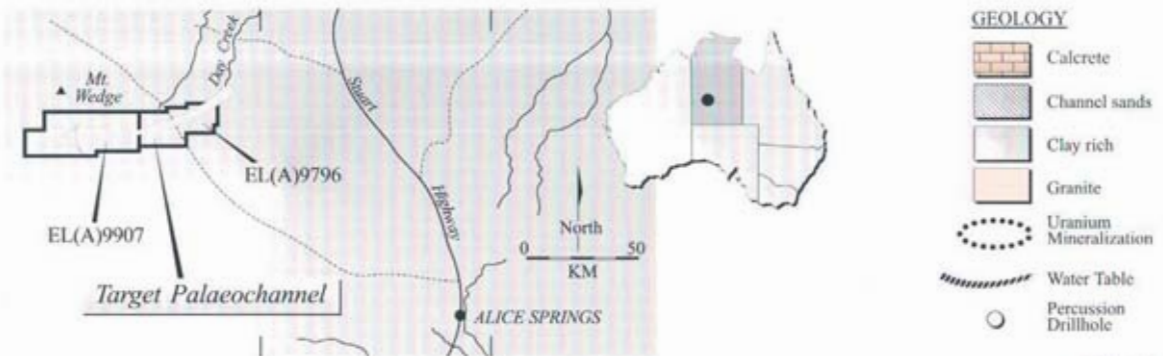 Mt.
Wedge
Day Creek
EL(A)9796
EL(A)9907
Target Palaeochannel
Stuart
Highway
North
0 50
KM
ALICE SPRINGS
GEOLOGY
Calcrete
Channel sands
Clay rich
Granite
Uranium
Mineralization
Water Table
Percussion
Drillhole